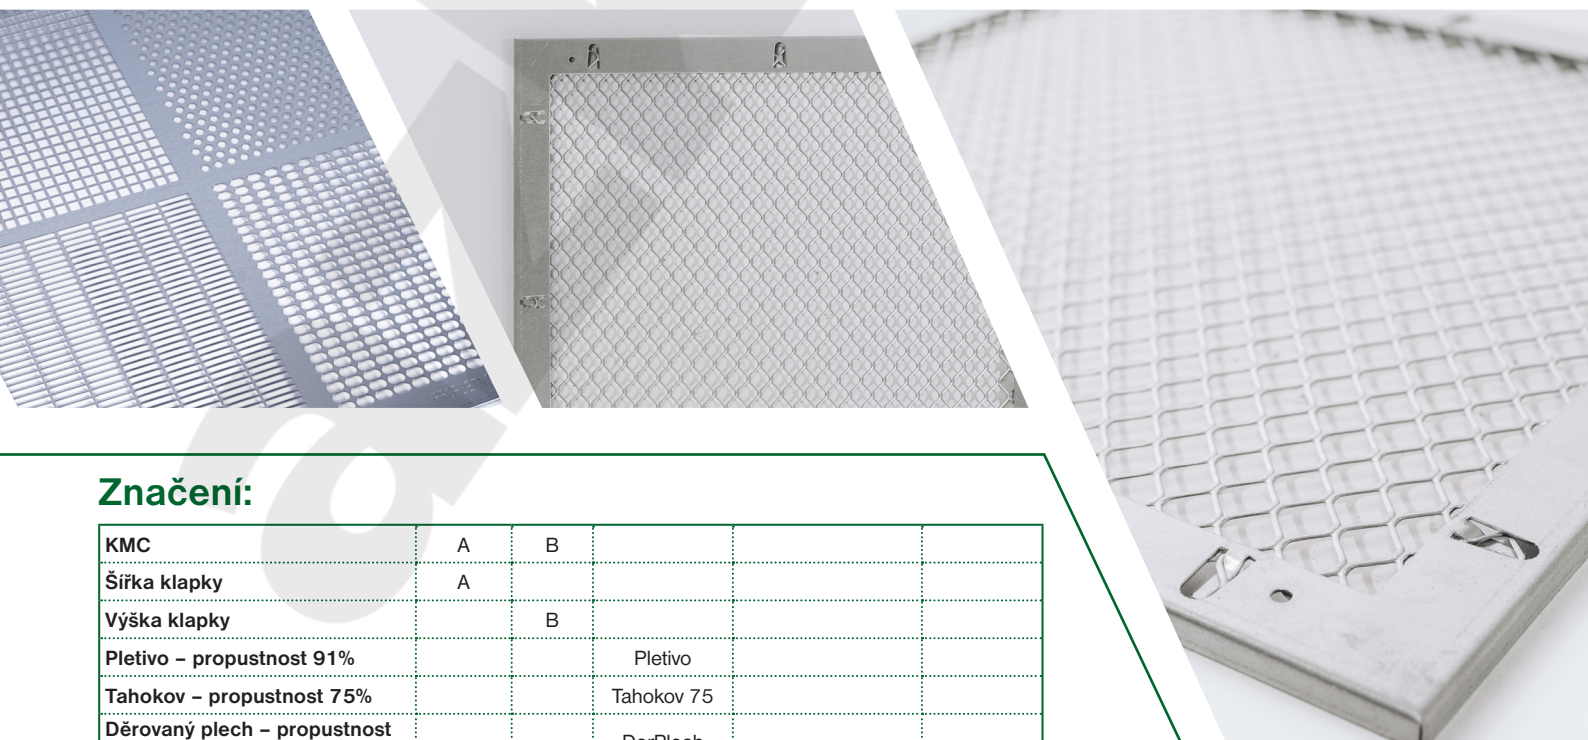 Značení:
KMC A B
Šířka klapky A
Výška klapky B
Pletivo – propustnost 91% Pletivo
Tahokov – propustnost 75% Tahokov 75
Děrovaný plech – propustnost